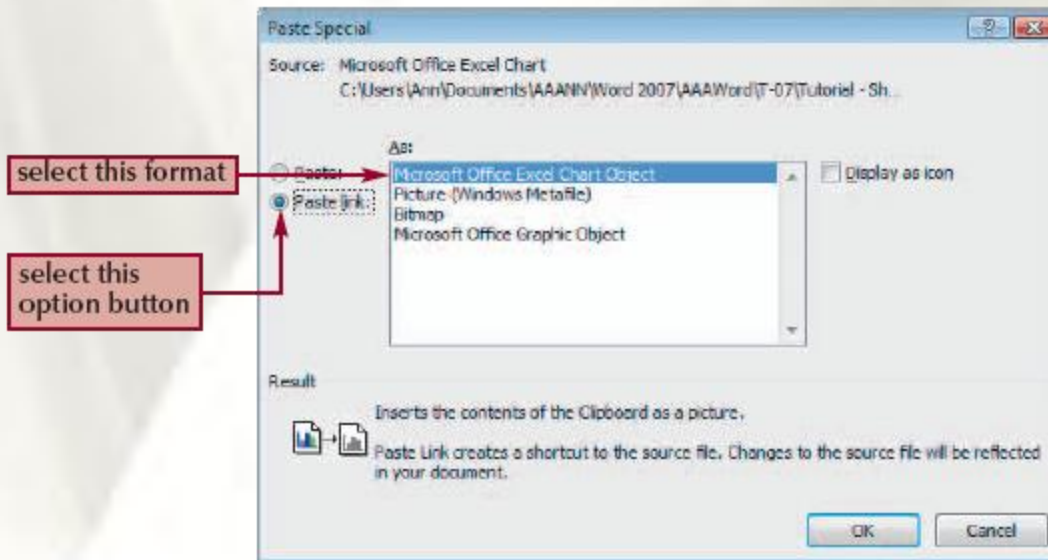 Paste Special
Source: Microsoft Office Excel Chart
C:\Users\Ann\Documents\AAANN\Word 2007\AAAWord\T-07\Tutorial - Sh...
As:
select this format
Paste:
Microsoft Office Excel Chart Object
Display as icon
Paste link:
Picture (Windows Metafile)
Bitmap
Microsoft Office Graphic Object
select this
option button
Result
Inserts the contents of the Clipboard as a picture.
Paste Link creates a shortcut to the source file. Changes to the source file will be reflected
in your document.
OK
Cancel